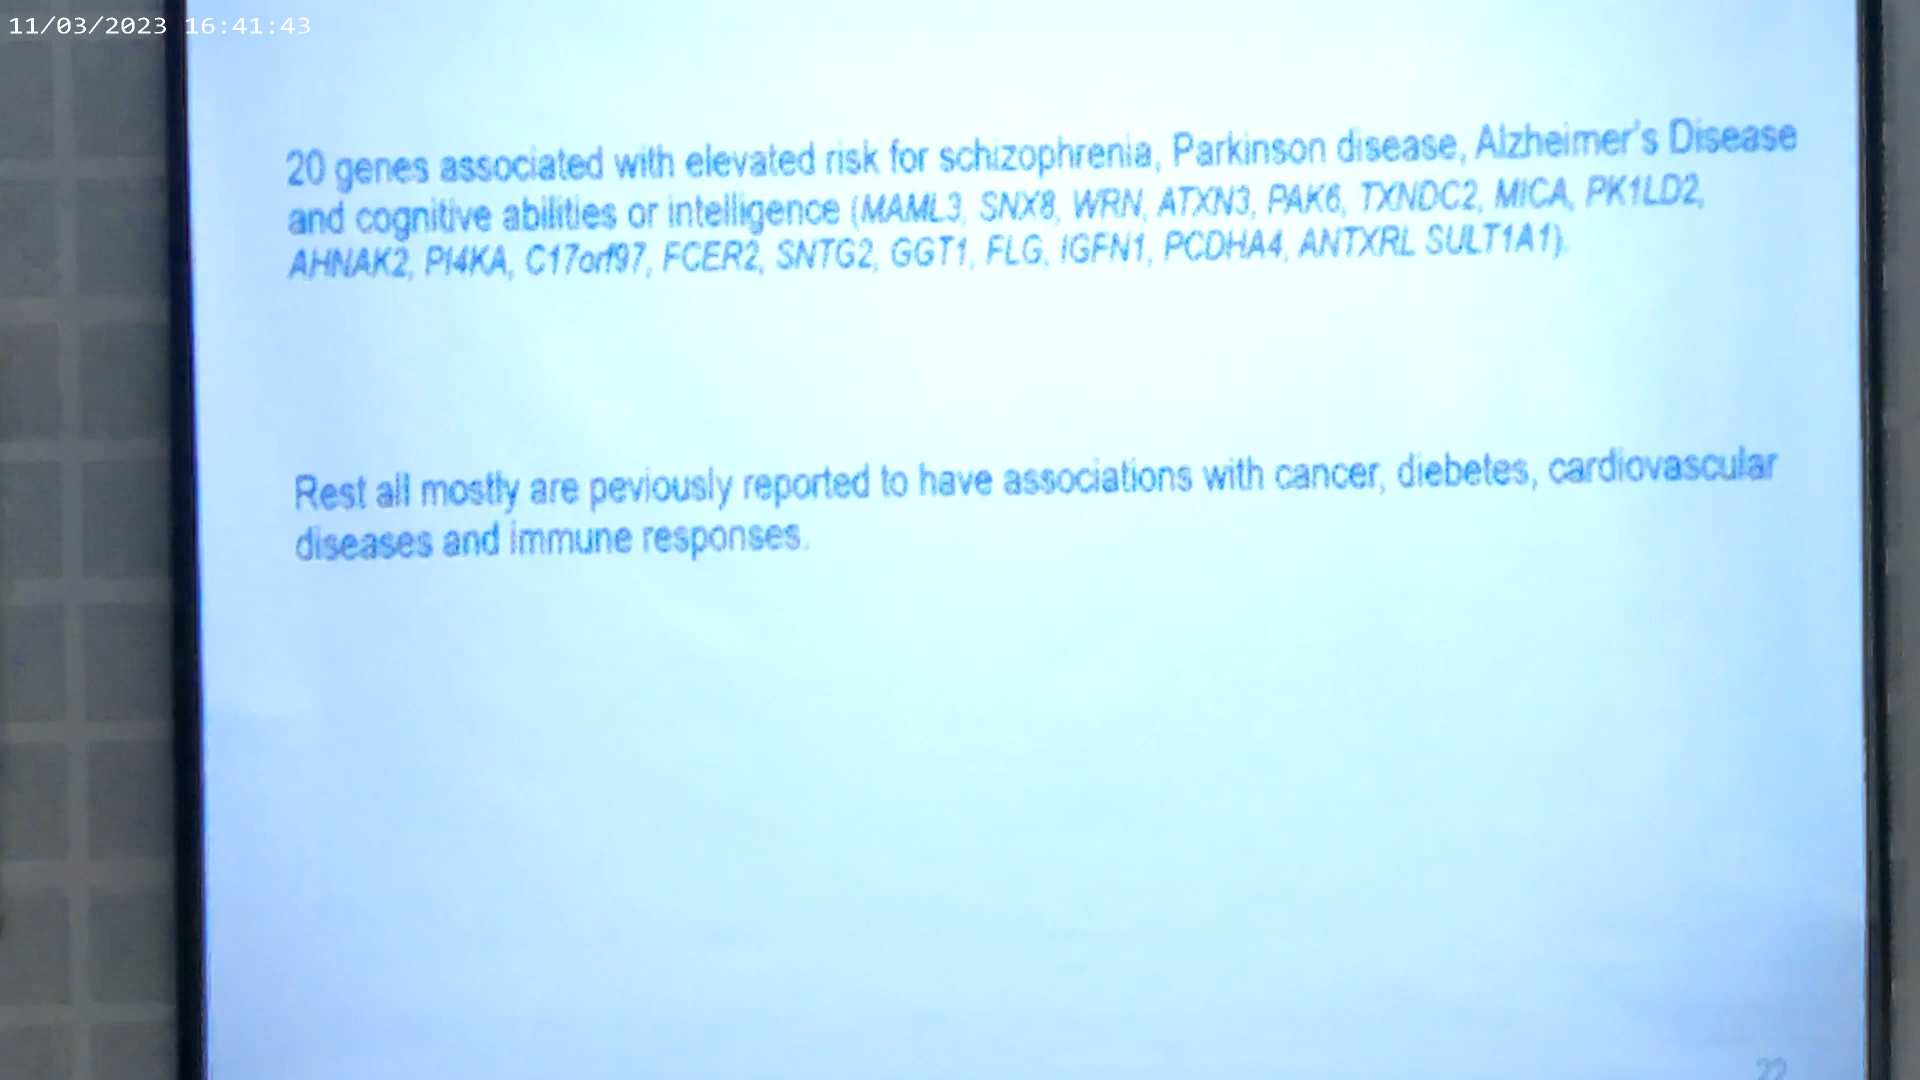 11/03/2023 16:41:43
20 genes associated with elevated risk for schizophrenia, Parkinson disease, Alzheimer's Disease
and cognitive abilities or intelligence (MAML3, SNX8, WRN, ATXN3, PAK6, TXNDC2, MICA, PK1LD2,
AHNAK2, PI4KA, C17orf97, FCER2, SNTG2, GGT1, FLG, IGFN1, PCDHA4, ANTXRL SULT1A1).
Rest all mostly are peviously reported to have associations with cancer, diebetes, cardiovascular
diseases and immune responses.
22